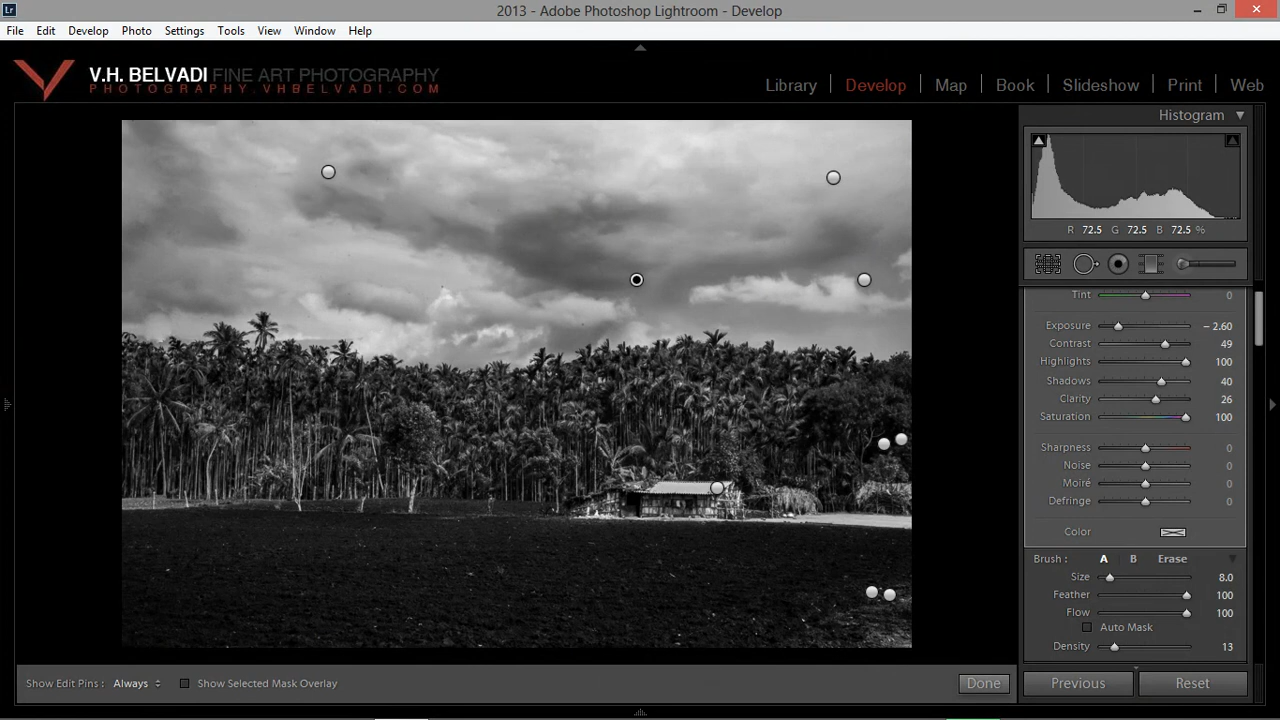 Lr
2013 - Adobe Photoshop Lightroom - Develop
File Edit Develop Photo Settings Tools View Window Help
V.H. BELVADI FINE ART PHOTOGRAPHY
PHOTOGRAPHY.VHBELVADI.COM
Library Develop Map Book Slideshow Print Web
Histogram
R 72.5 G 72.5 B 72.5 %
Tint 0
Exposure – 2.60
Contrast 49
Highlights 100
Shadows 40
Clarity 26
Saturation 100
Sharpness 0
Noise 0
Moiré 0
Defringe 0
Color
Brush : A B Erase
Size 8.0
Feather 100
Flow 100
Auto Mask
Density 13
Show Edit Pins : Always Show Selected Mask Overlay Done Previous Reset